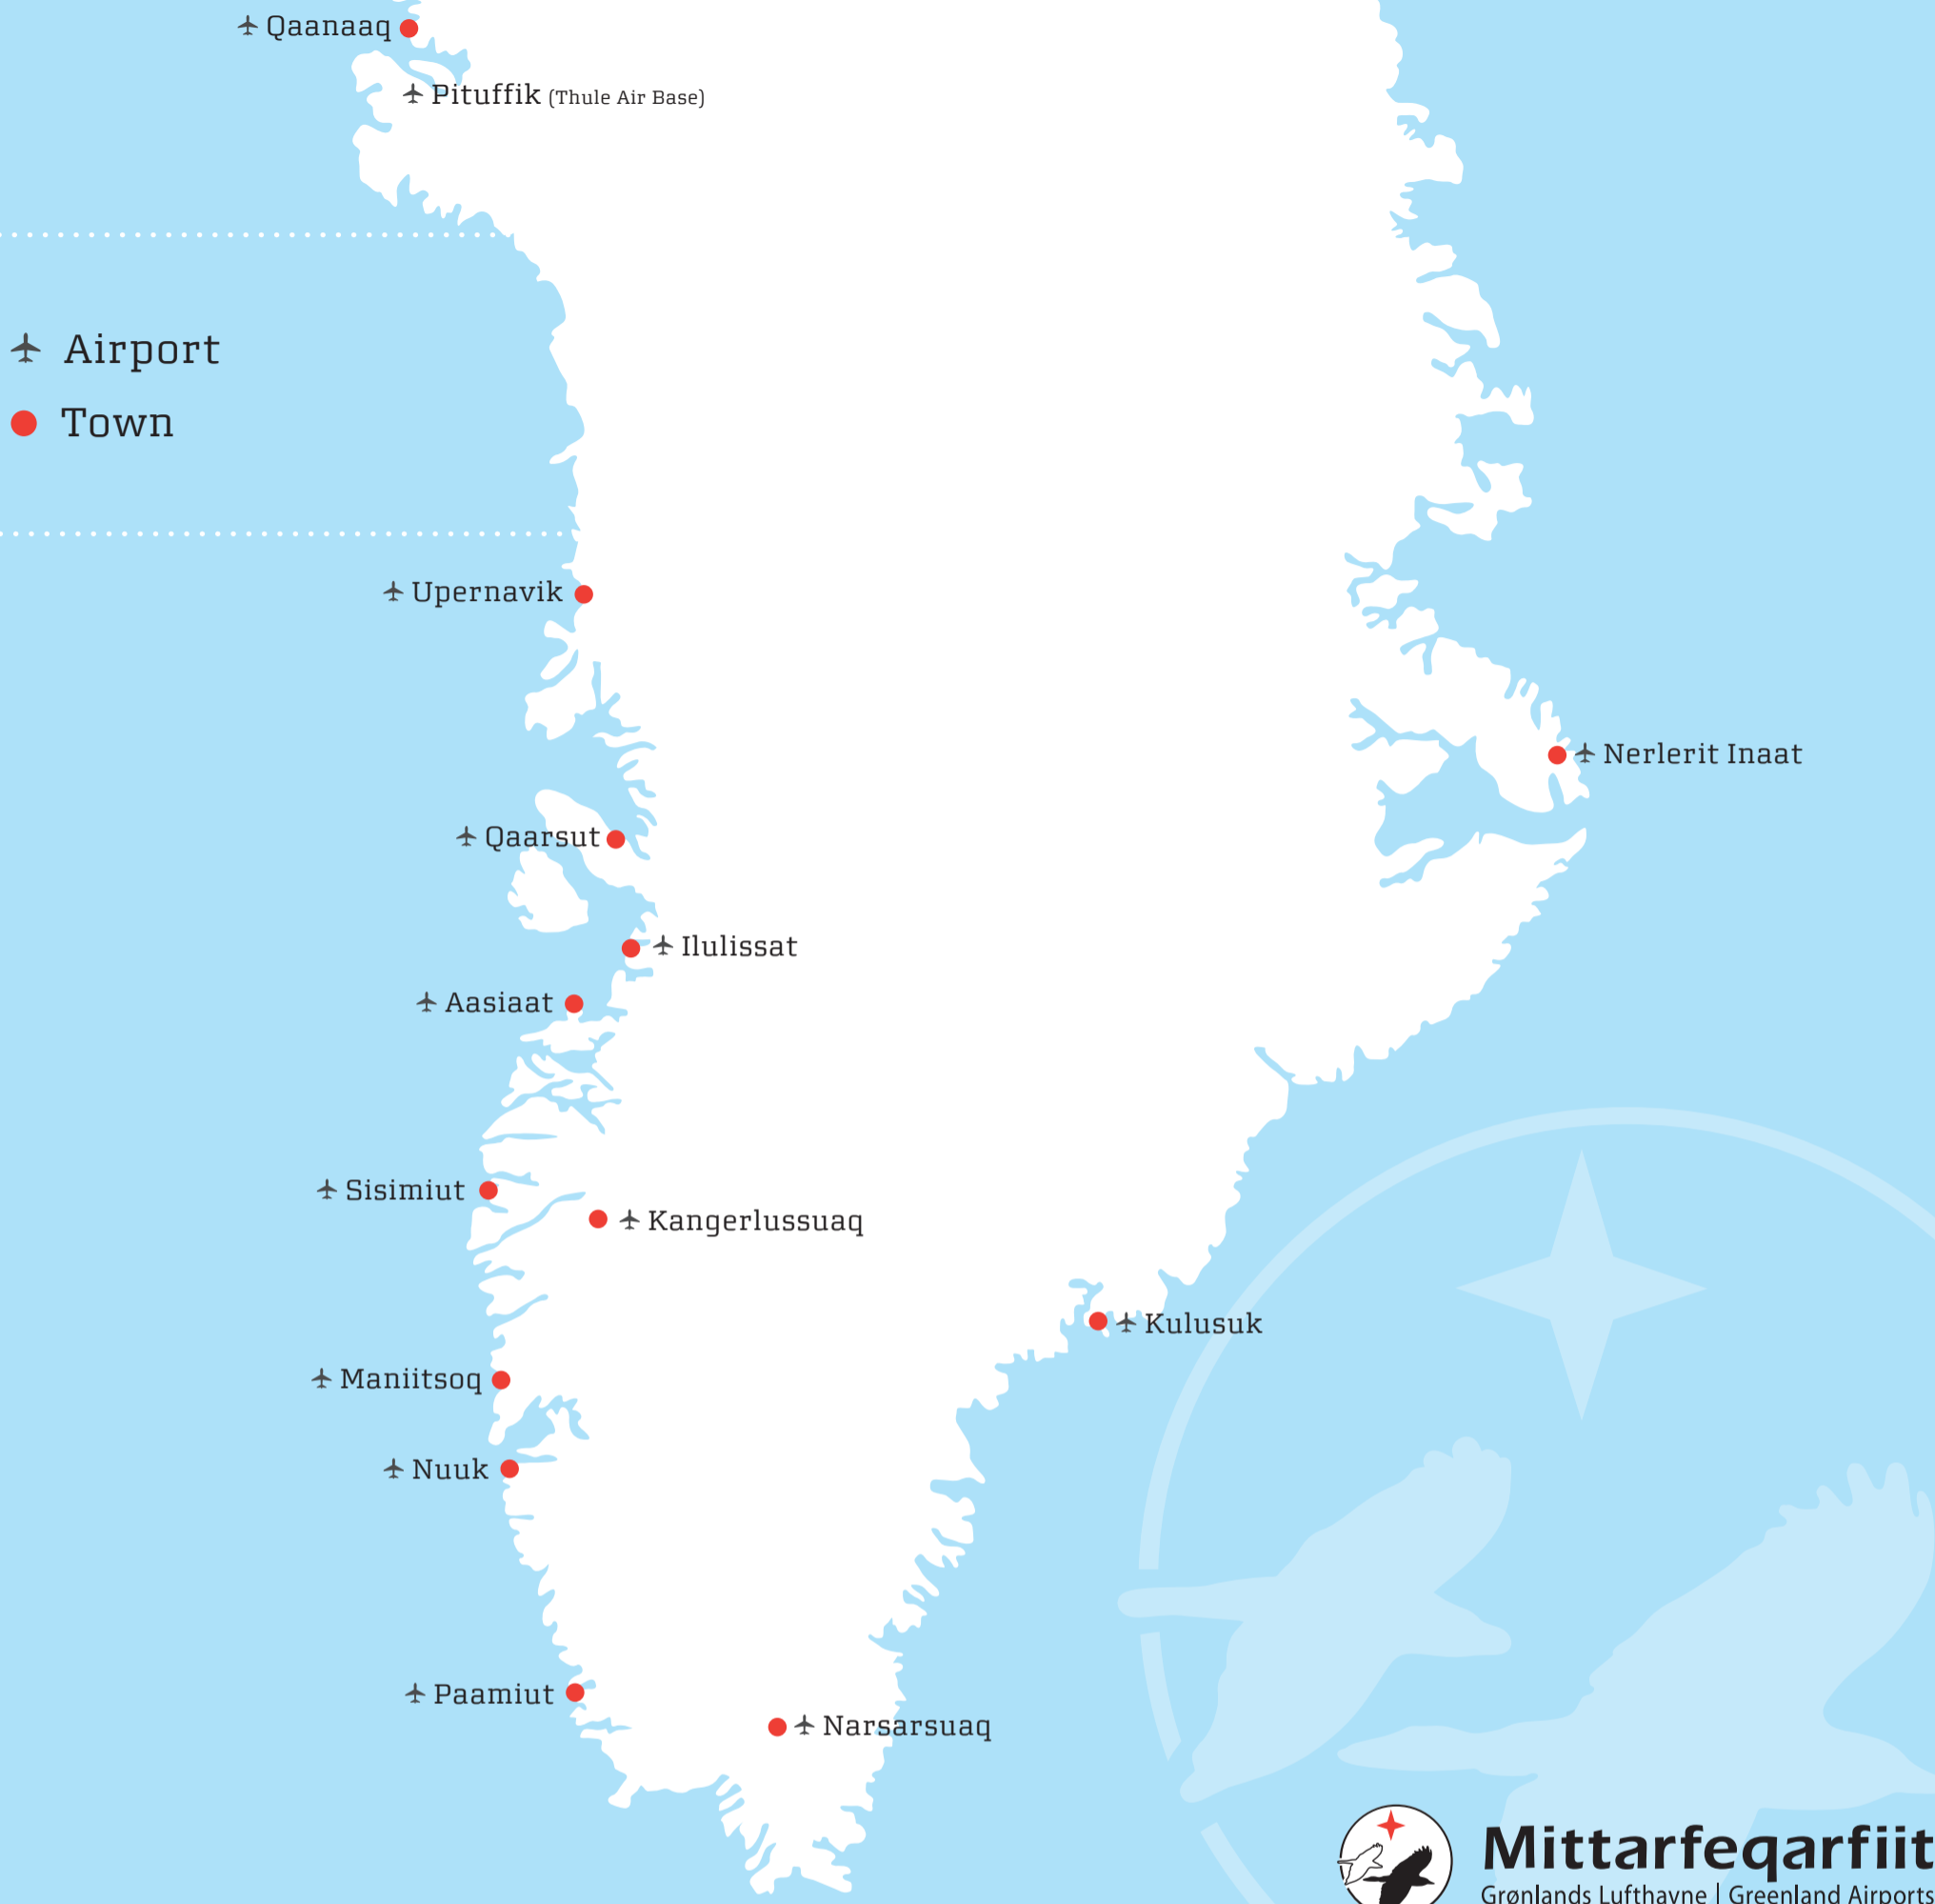 Qaanaaq
Pituffik (Thule Air Base)
Airport
Town
Upernavik
Nerlerit Inaat
Qaarsut
Ilulissat
Aasiaat
Sisimiut
Kangerlussuaq
Kulusuk
Maniitsoq
Nuuk
Paamiut
Narsarsuaq
Mittarfeqarfiit
Grønlands Lufthavne | Greenland Airports